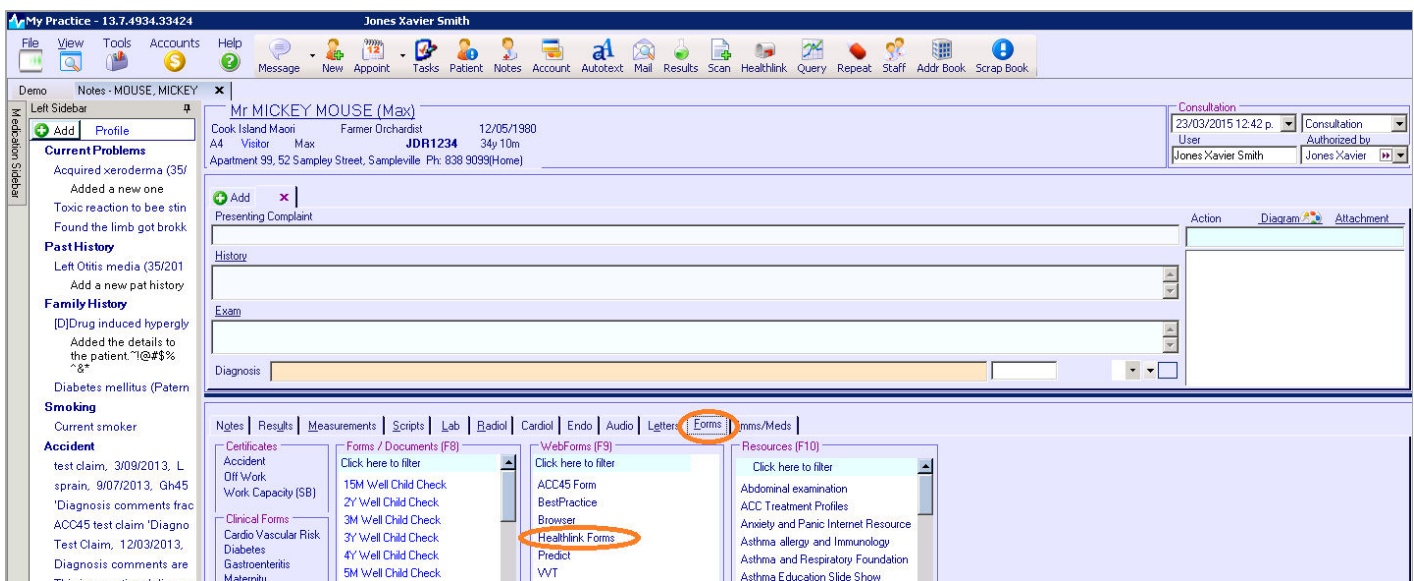 My Practice - 13.7.4934.33424 Jones Xavier Smith
File View Tools Accounts Help
Message New Appoint Tasks Patient Notes Account Autotext Mail Results Scan Healthlink Query Repeat Staff Addr Book Scrap Book
Demo Notes - MOUSE, MICKEY
Medication Sidebar
Left Sidebar
Add Profile
Current Problems
Acquired xeroderma (35/
Added a new one
Toxic reaction to bee stin
Found the limb got brokk
Past History
Left Otitis media (35/201
Add a new pat history
Family History
[D]Drug induced hypergly
Added the details to
the patient.~!@#$%
^&*
Diabetes mellitus (Patern
Smoking
Current smoker
Accident
test claim, 3/09/2013, L
sprain, 9/07/2013, Gh45
'Diagnosis comments frac
ACC45 test claim 'Diagno
Test Claim, 12/03/2013,
Diagnosis comments are
Mr MICKEY MOUSE (Max)
Cook Island Maori Farmer Orchardist 12/05/1980
A4 Visitor Max JDR1234 34y 10m
Apartment 99, 52 Sampley Street, Sampleville Ph: 838 9099(Home)
Consultation
23/03/2015 12:42 p. Consultation
User Authorized by
Jones Xavier Smith Jones Xavier
Add
Presenting Complaint
History
Exam
Diagnosis
Action Diagram Attachment
Notes Results Measurements Scripts Lab Radiol Cardiol Endo Audio Letters Forms Imms/Meds
Certificates
Accident
Off Work
Work Capacity (SB)
Clinical Forms
Cardio Vascular Risk
Diabetes
Gastroenteritis
Maternity
Forms / Documents (F8)
Click here to filter
15M Well Child Check
2Y Well Child Check
3M Well Child Check
3Y Well Child Check
4Y Well Child Check
5M Well Child Check
WebForms (F9)
Click here to filter
ACC45 Form
BestPractice
Browser
Healthlink Forms
Predict
VVT
Resources (F10)
Click here to filter
Abdominal examination
ACC Treatment Profiles
Anxiety and Panic Internet Resource
Asthma allergy and Immunology
Asthma and Respiratory Foundation
Asthma Education Slide Show